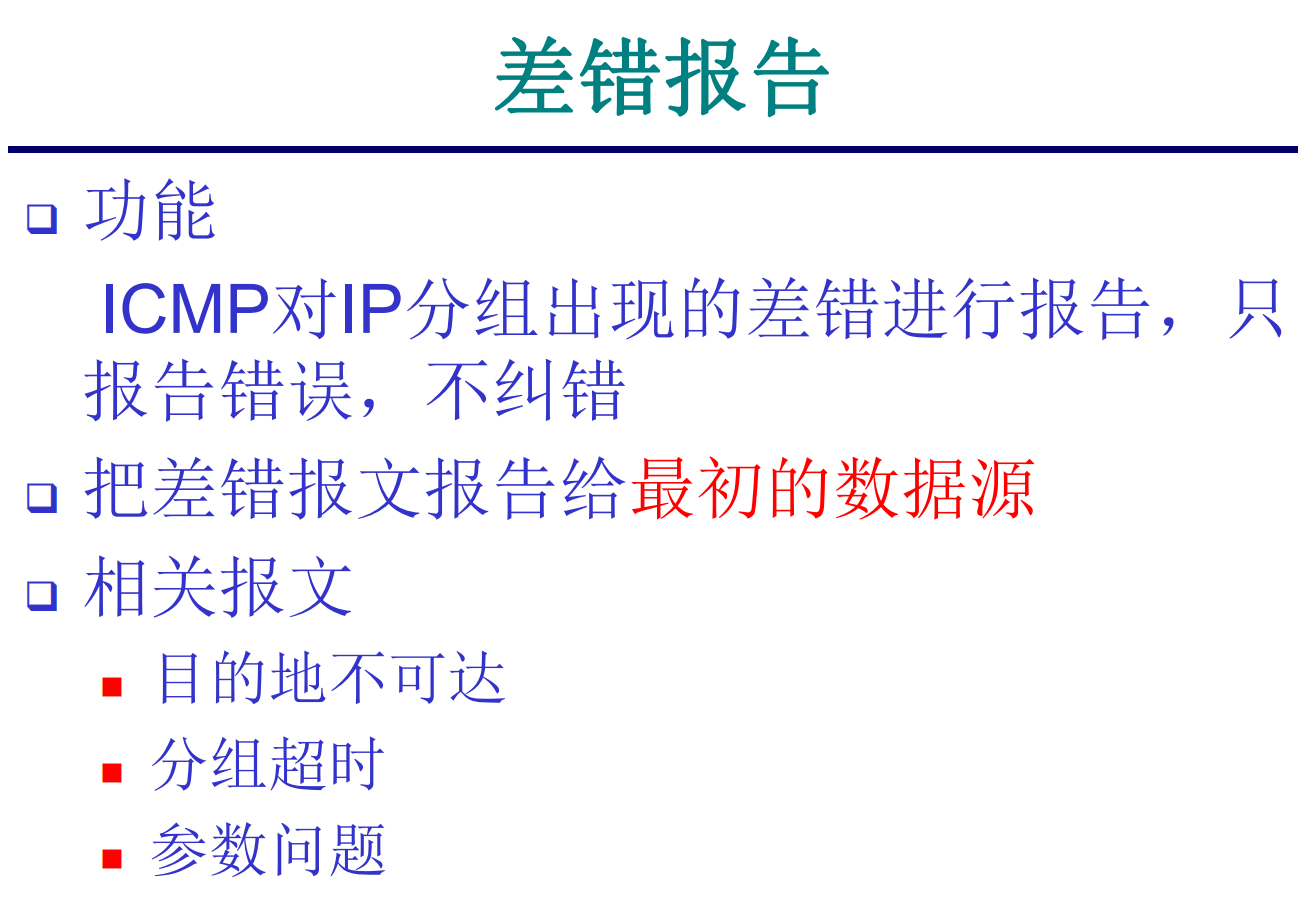 差错报告
功能
ICMP对IP分组出现的差错进行报告，只
报告错误，不纠错
把差错报文报告给最初的数据源
相关报文
目的地不可达
分组超时
参数问题